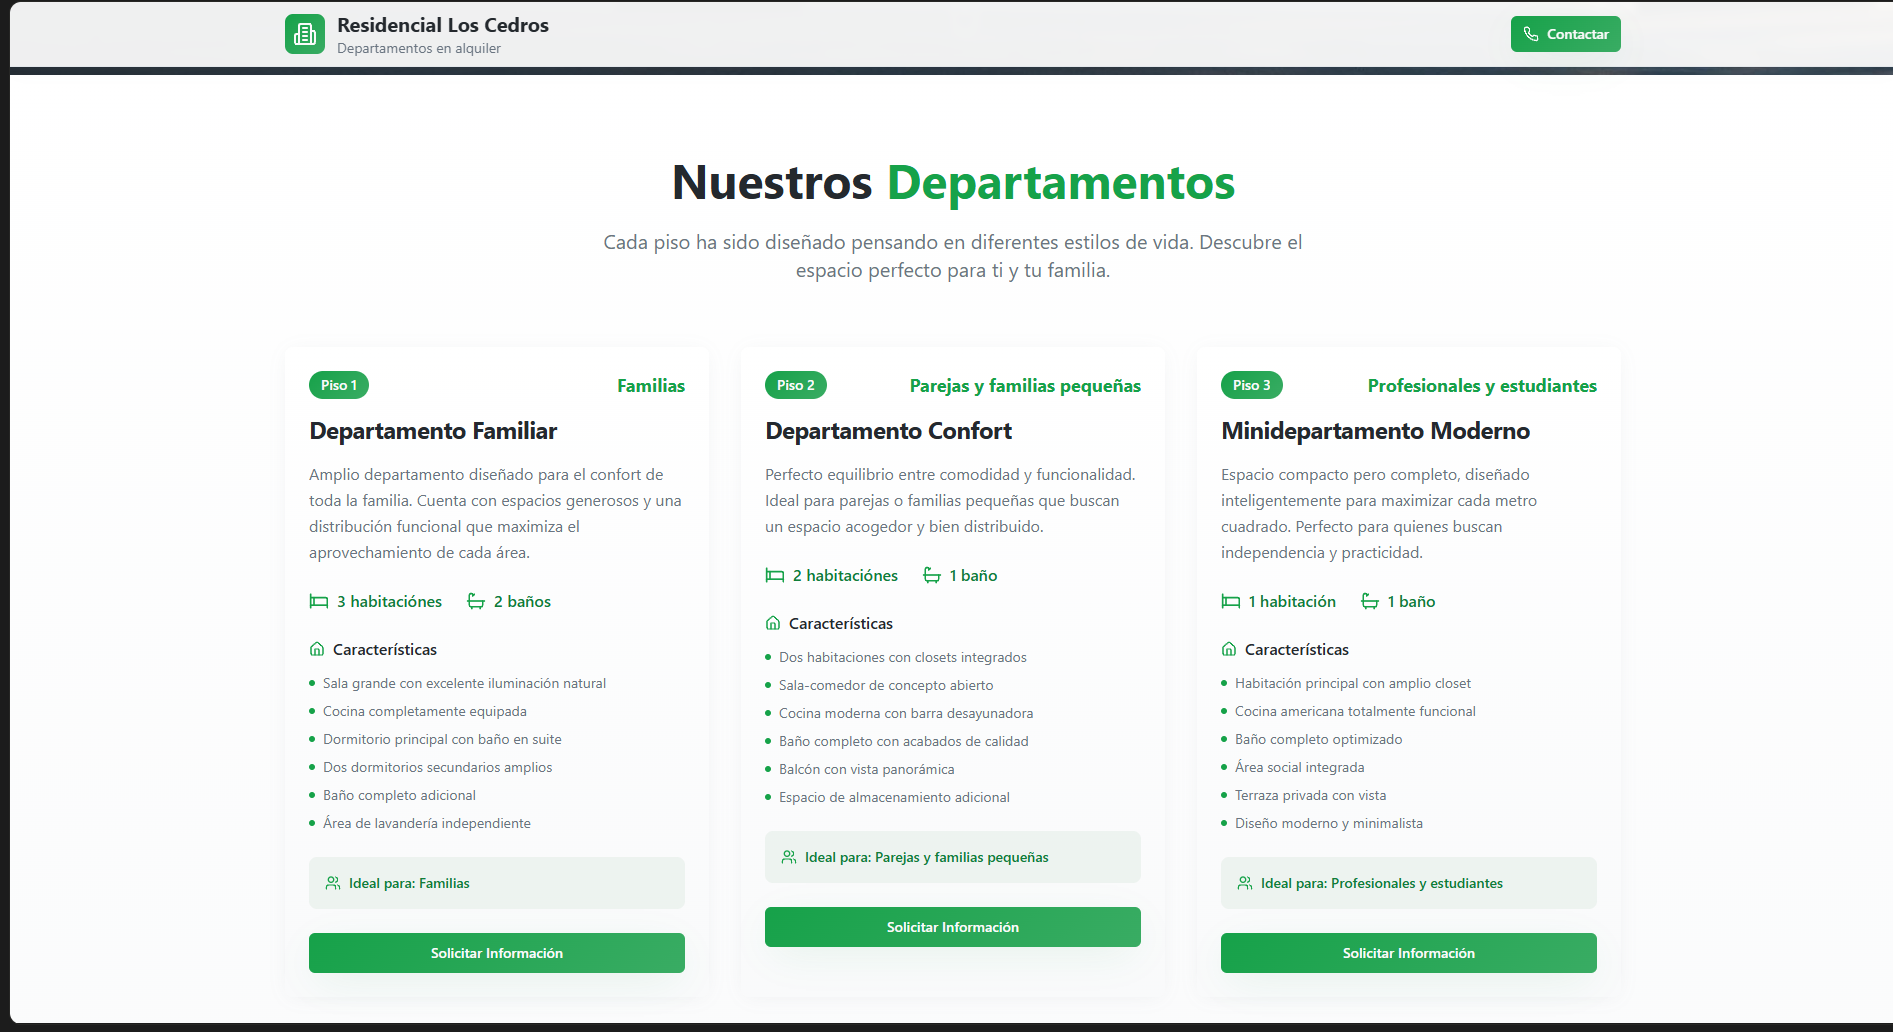 Residencial Los Cedros
Departamentos en alquiler
Contactar
Nuestros Departamentos
Cada piso ha sido diseñado pensando en diferentes estilos de vida. Descubre el
espacio perfecto para ti y tu familia.
Piso 1
Familias
Departamento Familiar
Amplio departamento diseñado para el confort de
toda la familia. Cuenta con espacios generosos y una
distribución funcional que maximiza el
aprovechamiento de cada área.
3 habitaciónes
2 baños
Características
Sala grande con excelente iluminación natural
Cocina completamente equipada
Dormitorio principal con baño en suite
Dos dormitorios secundarios amplios
Baño completo adicional
Área de lavandería independiente
Ideal para: Familias
Solicitar Información
Piso 2
Parejas y familias pequeñas
Departamento Confort
Perfecto equilibrio entre comodidad y funcionalidad.
Ideal para parejas o familias pequeñas que buscan
un espacio acogedor y bien distribuido.
2 habitaciónes
1 baño
Características
Dos habitaciones con closets integrados
Sala-comedor de concepto abierto
Cocina moderna con barra desayunadora
Baño completo con acabados de calidad
Balcón con vista panorámica
Espacio de almacenamiento adicional
Ideal para: Parejas y familias pequeñas
Solicitar Información
Piso 3
Profesionales y estudiantes
Minidepartamento Moderno
Espacio compacto pero completo, diseñado
inteligentemente para maximizar cada metro
cuadrado. Perfecto para quienes buscan
independencia y practicidad.
1 habitación
1 baño
Características
Habitación principal con amplio closet
Cocina americana totalmente funcional
Baño completo optimizado
Área social integrada
Terraza privada con vista
Diseño moderno y minimalista
Ideal para: Profesionales y estudiantes
Solicitar Información